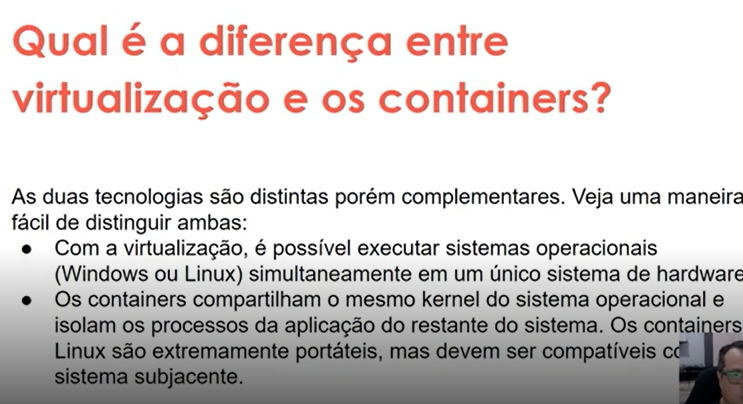 Qual é a diferença entre
virtualização e os containers?
As duas tecnologias são distintas porém complementares. Veja uma maneira
fácil de distinguir ambas:
● Com a virtualização, é possível executar sistemas operacionais
(Windows ou Linux) simultaneamente em um único sistema de hardware
● Os containers compartilham o mesmo kernel do sistema operacional e
isolam os processos da aplicação do restante do sistema. Os containers
Linux são extremamente portáteis, mas devem ser compatíveis
sistema subjacente.